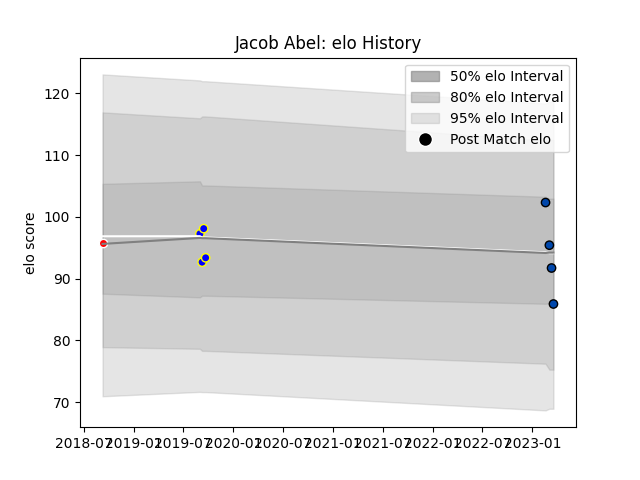 Jacob Abel: elo History
50% elo Interval
80% elo Interval
95% elo Interval
Post Match elo
elo score
120
110
100
90
80
70
2018-07 2019-01 2019-07 2020-01 2020-07 2021-01 2021-07 2022-01 2022-07 2023-01